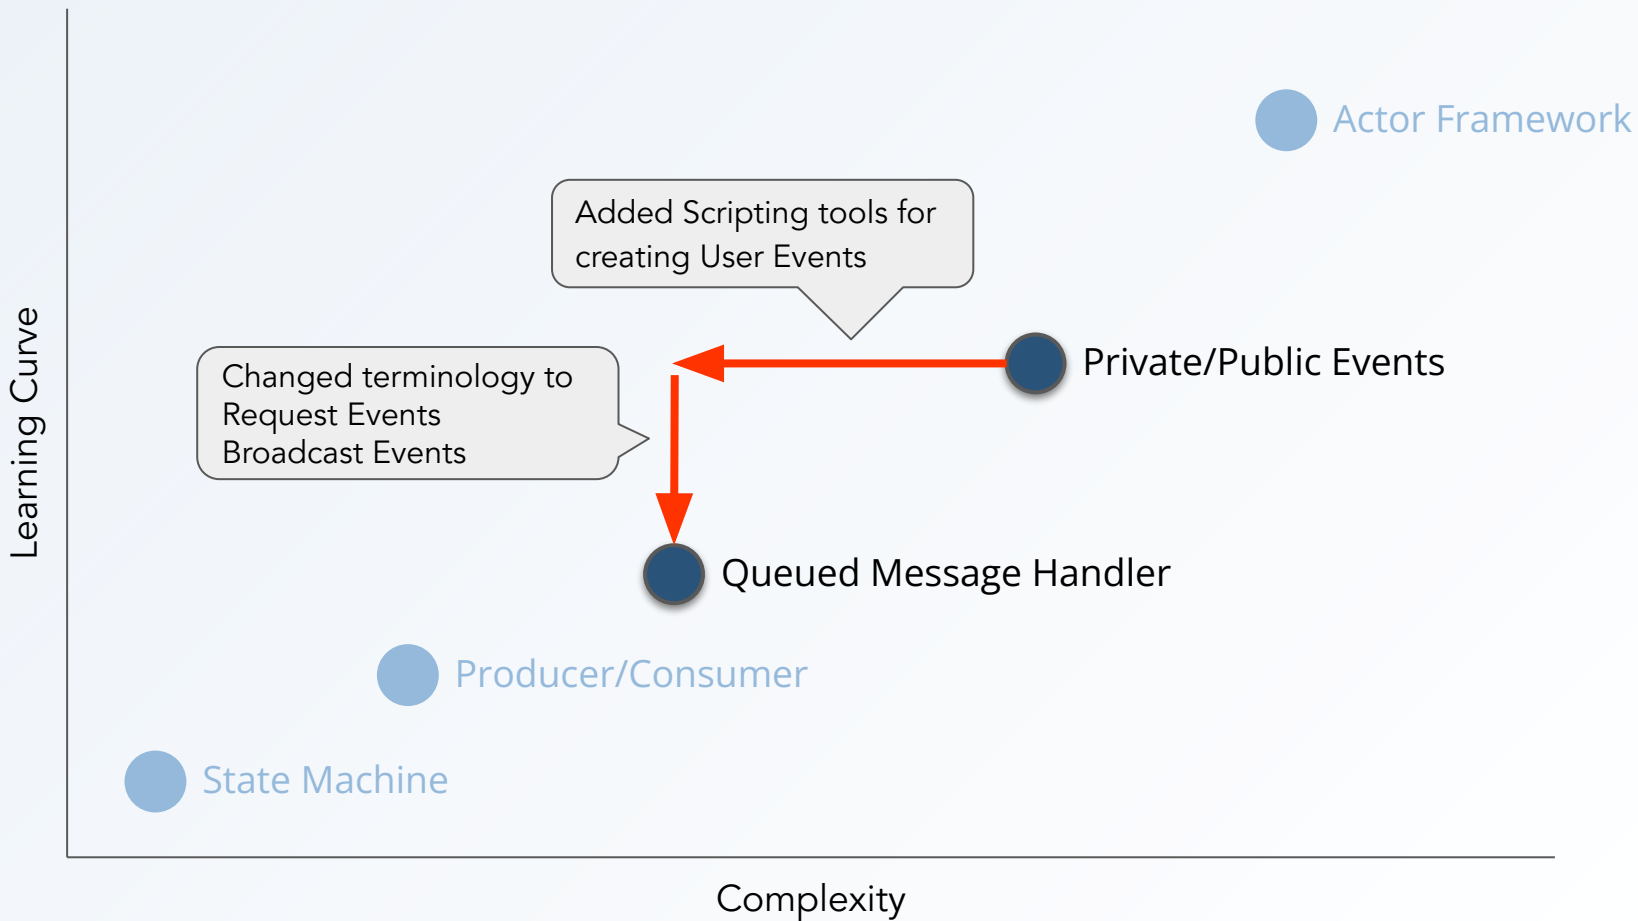 Actor Framework
Added Scripting tools for
creating User Events
Private/Public Events
Changed terminology to
Request Events
Broadcast Events
Learning Curve
Queued Message Handler
Producer/Consumer
State Machine
Complexity